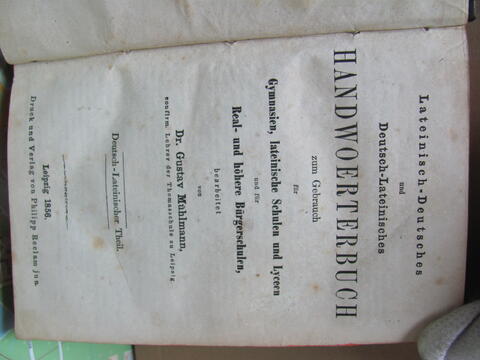 Lateinisch-Deutsches
und
Deutsch-Lateinisches
HANDWOERTERBUCH
zum Gebrauch
für
Gymnasien, lateinische Schulen und Lyceen
und für
Real- und höhere Bürgerschulen,
bearbeitet
von
Dr. Gustav Mühlmann,
confirm. Lehrer der Thomasschule zu Leipzig.
Deutsch-Lateinischer Theil.
Leipzig 1856.
Druck und Verlag von Philipp Reclam jun.